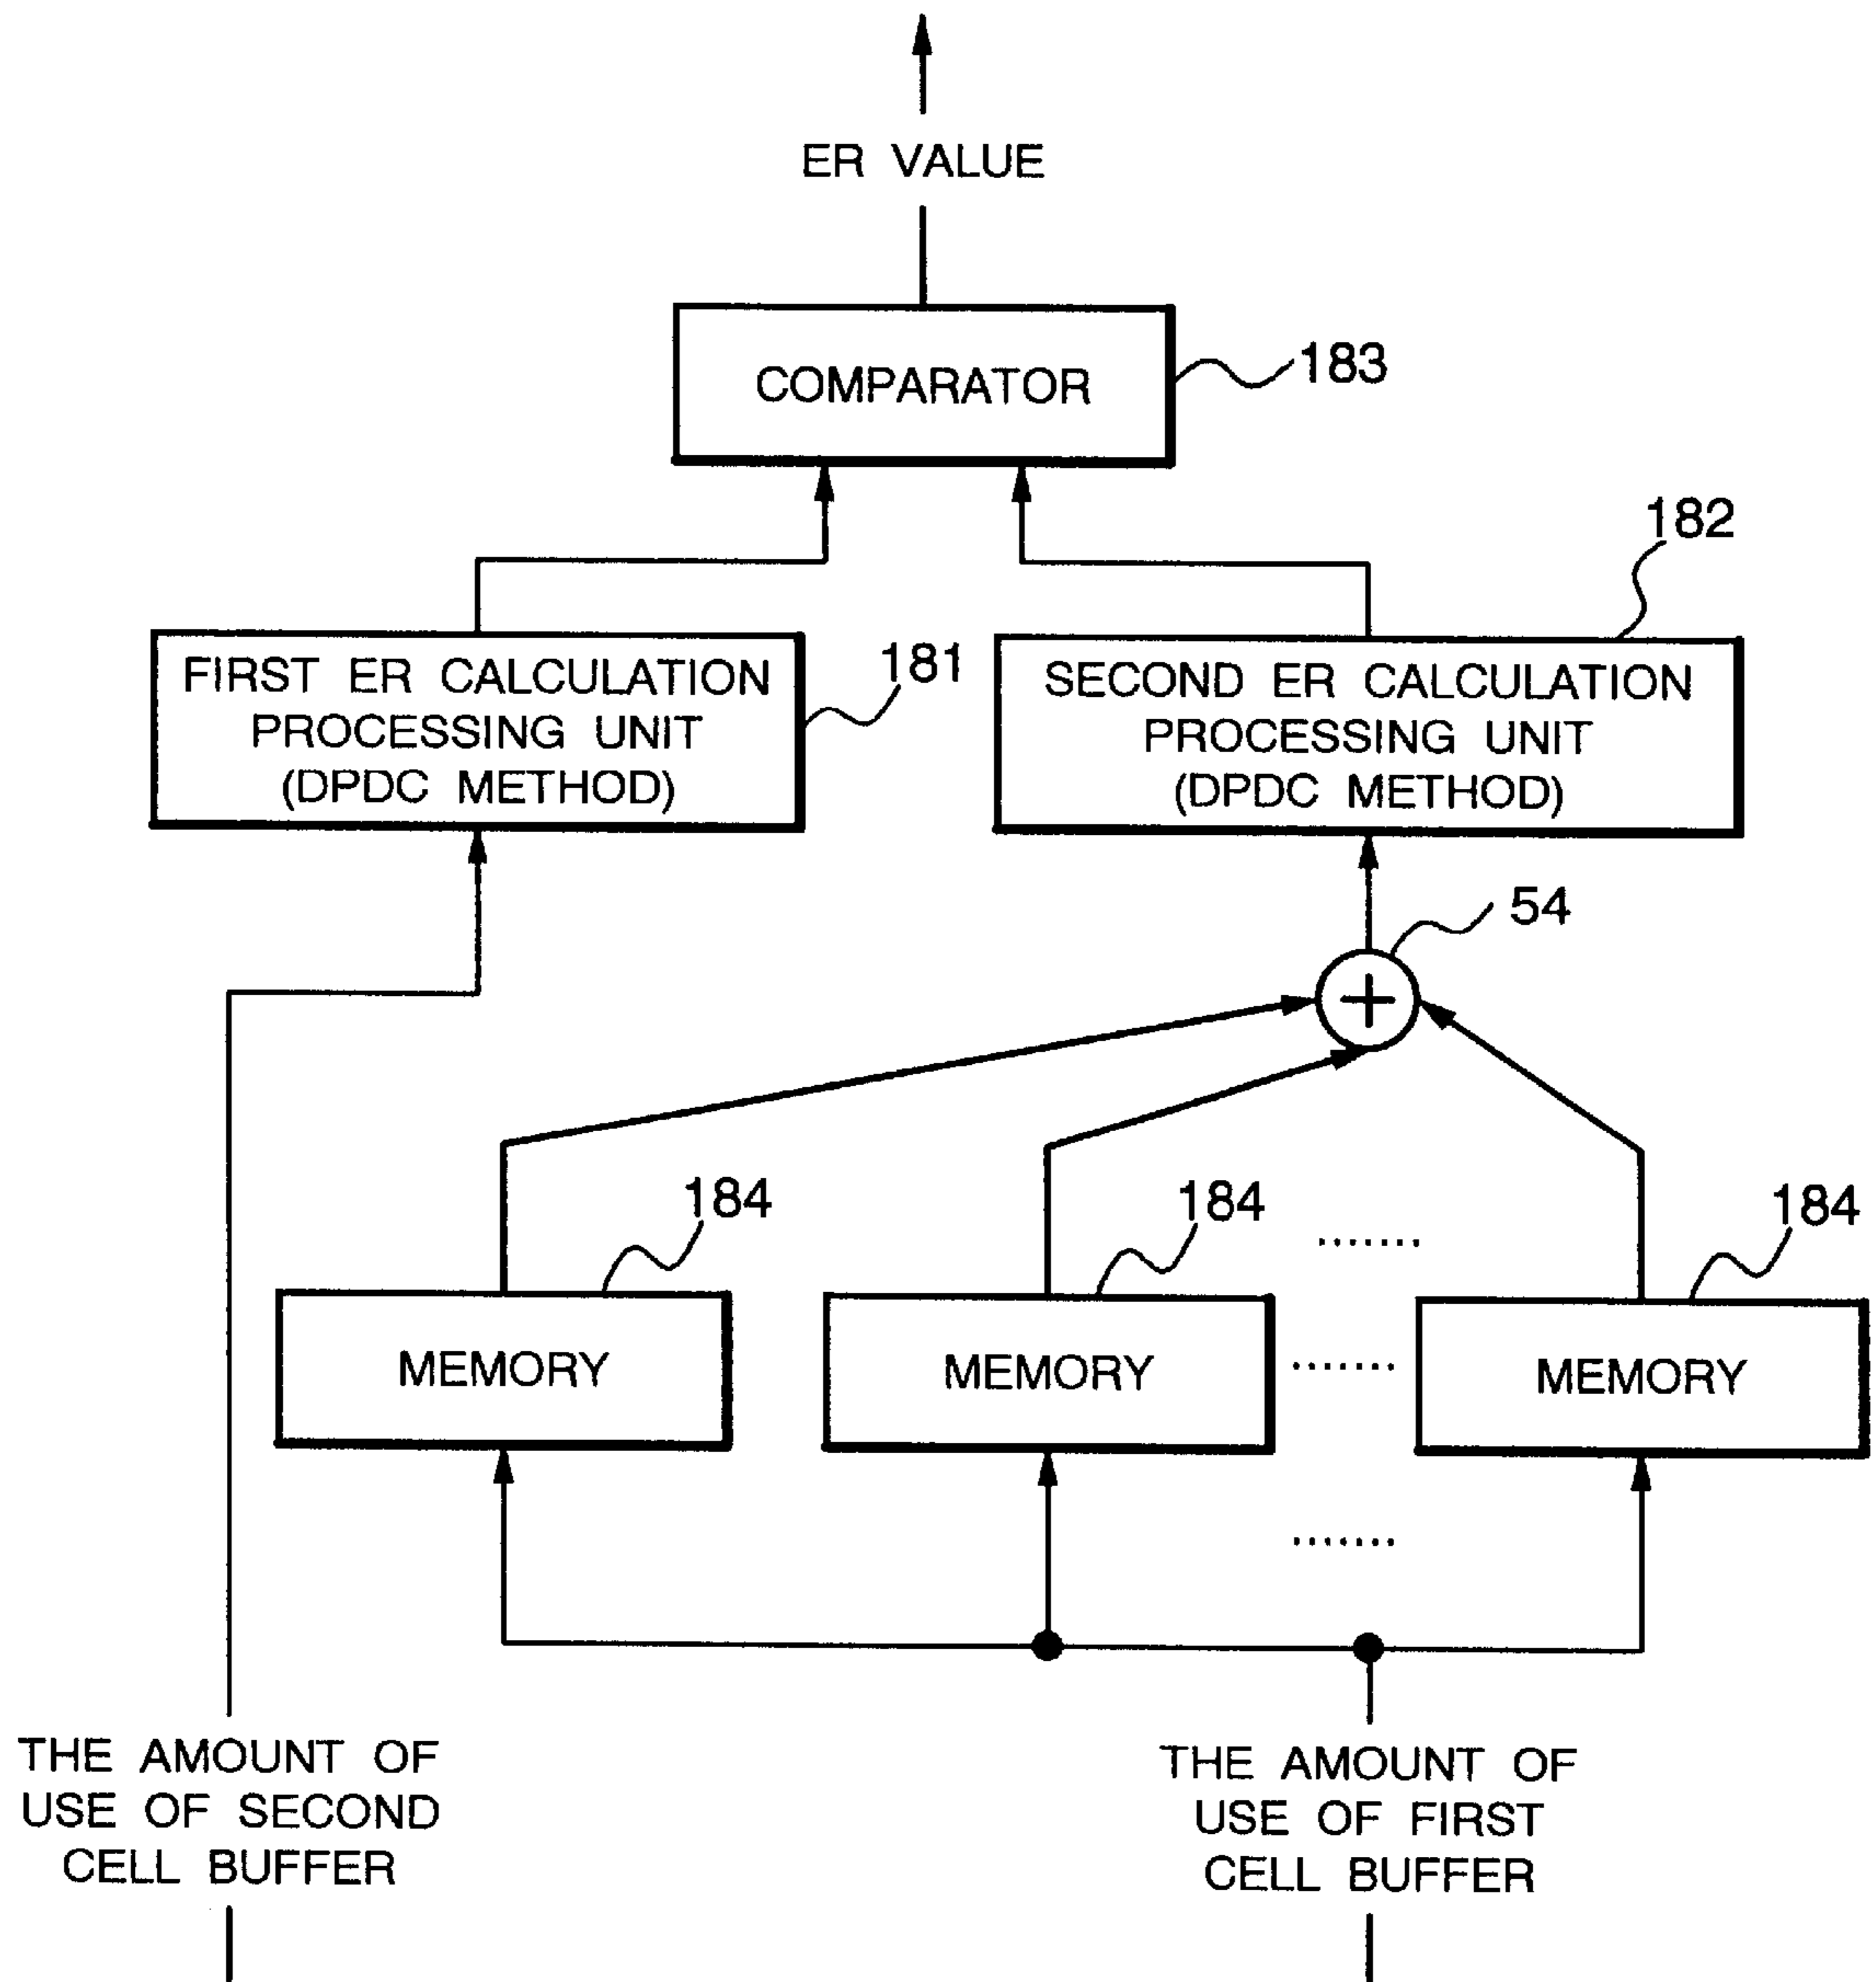 ER VALUE
COMPARATOR
183
182
FIRST ER CALCULATION
PROCESSING UNIT
(DPDC METHOD)
181
SECOND ER CALCULATION
PROCESSING UNIT
(DPDC METHOD)
54
+
184
184
184
MEMORY
MEMORY
MEMORY
THE AMOUNT OF
USE OF SECOND
CELL BUFFER
THE AMOUNT OF
USE OF FIRST
CELL BUFFER